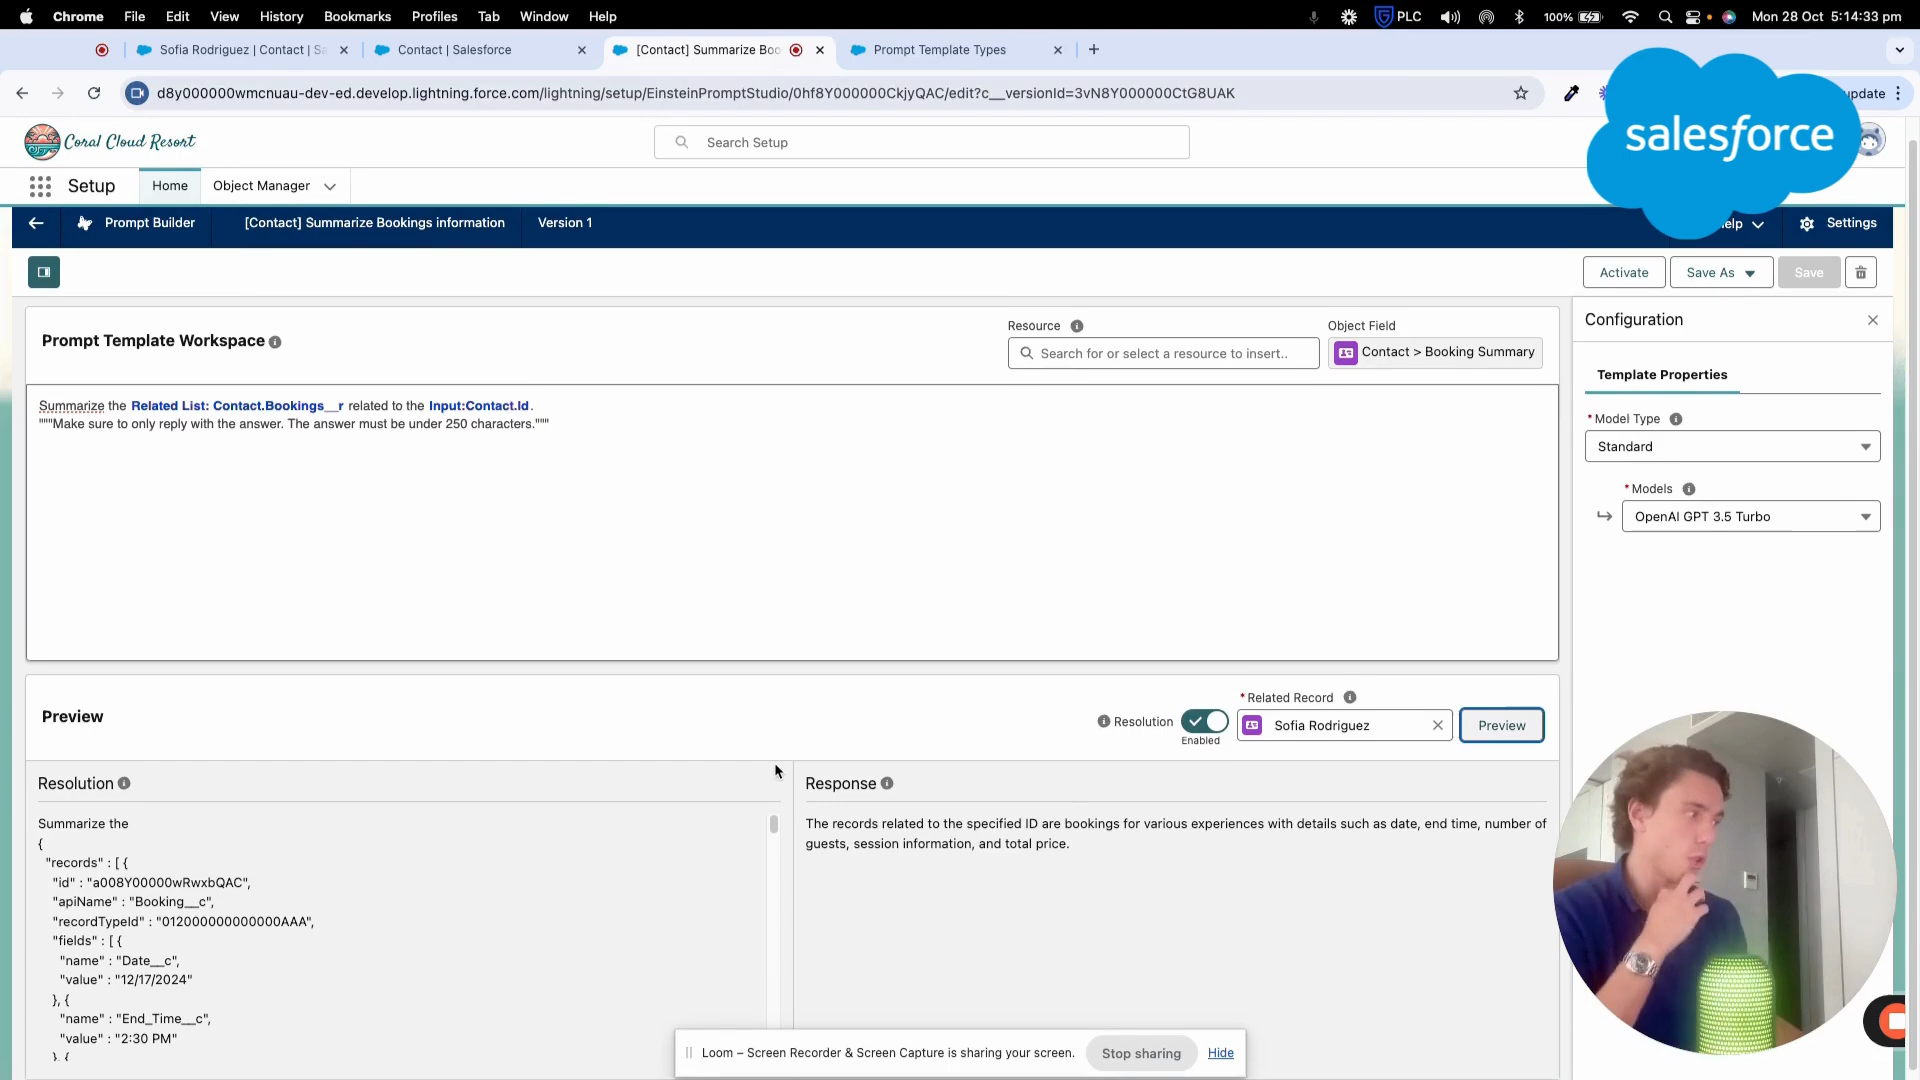 Chrome File Edit View History Bookmarks Profiles Tab Window Help PLC 100% Mon 28 Oct 5:14:33 pm
Sofia Rodriguez | Contact | Sa
Contact | Salesforce
[Contact] Summarize Boo
Prompt Template Types
d8y000000wmcnuau-dev-ed.develop.lightning.force.com/lightning/setup/EinsteinPromptStudio/0hf8Y000000CkjyQAC/edit?c__versionId=3vN8Y000000CtG8UAK
update
salesforce
Coral Cloud Resort
Search Setup
Setup Home Object Manager
Prompt Builder [Contact] Summarize Bookings information Version 1 elp Settings
Activate Save As Save
Prompt Template Workspace
Resource
Search for or select a resource to insert..
Object Field
Contact > Booking Summary
Summarize the Related List: Contact.Bookings__r related to the Input:Contact.Id.
"""Make sure to only reply with the answer. The answer must be under 250 characters."""
Configuration
Template Properties
* Model Type
Standard
* Models
OpenAI GPT 3.5 Turbo
Preview
Resolution
Enabled
* Related Record
Sofia Rodriguez
Preview
Resolution
Summarize the
{
"records" : [ {
"id" : "a008Y00000wRwxbQAC",
"apiName" : "Booking__c",
"recordTypeId" : "012000000000000AAA",
"fields" : [ {
"name" : "Date__c",
"value" : "12/17/2024"
}, {
"name" : "End_Time__c",
"value" : "2:30 PM"
}, {
Response
The records related to the specified ID are bookings for various experiences with details such as date, end time, number of
guests, session information, and total price.
Loom – Screen Recorder & Screen Capture is sharing your screen. Stop sharing Hide